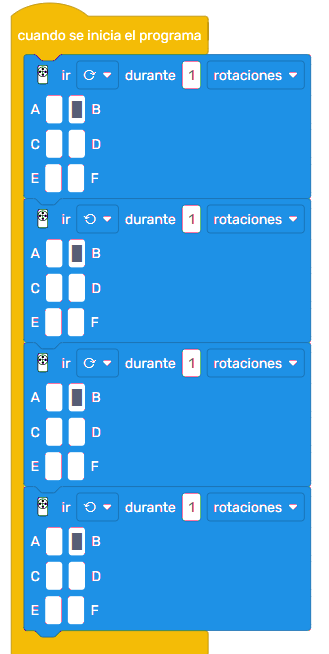 cuando se inicia el programa
ir durante 1 rotaciones
A B
C D
E F
ir durante 1 rotaciones
A B
C D
E F
ir durante 1 rotaciones
A B
C D
E F
ir durante 1 rotaciones
A B
C D
E F